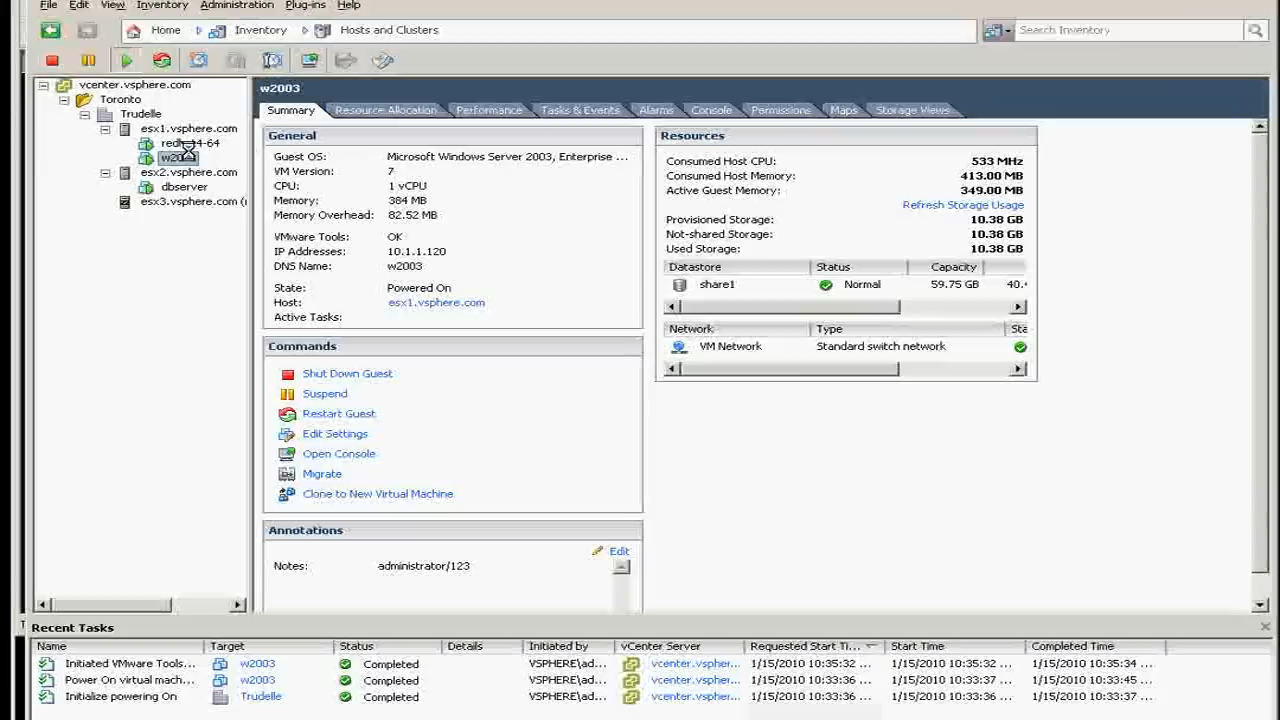 File Edit View Inventory Administration Plug-ins Help
Home Inventory Hosts and Clusters Search Inventory
vcenter.vsphere.com
Toronto
Trudelle
esx1.vsphere.com
esx2.vsphere.com
dbserver
esx3.vsphere.com (
w2003
Summary Resource Allocation Performance Tasks & Events Alarms Console Permissions Maps Storage Views
General
Guest OS: Microsoft Windows Server 2003, Enterprise ...
VM Version: 7
CPU: 1 vCPU
Memory: 384 MB
Memory Overhead: 82.52 MB
VMware Tools: OK
IP Addresses: 10.1.1.120
DNS Name: w2003
State: Powered On
Host: esx1.vsphere.com
Active Tasks:
Commands
Shut Down Guest
Suspend
Restart Guest
Edit Settings
Open Console
Migrate
Clone to New Virtual Machine
Annotations
Edit
Notes: administrator/123
Resources
Consumed Host CPU: 533 MHz
Consumed Host Memory: 413.00 MB
Active Guest Memory: 349.00 MB
Refresh Storage Usage
Provisioned Storage: 10.38 GB
Not-shared Storage: 10.38 GB
Used Storage: 10.38 GB
Datastore Status Capacity
share1 Normal 59.75 GB 40.
Network Type Sta
VM Network Standard switch network
Recent Tasks
Name Target Status Details Initiated by vCenter Server Requested Start Ti... Start Time Completed Time
Initiated VMware Tools... w2003 Completed VSPHERE\ad... vcenter.vspher... 1/15/2010 10:35:32 ... 1/15/2010 10:35:32 ... 1/15/2010 10:35:34 ...
Power On virtual mach... w2003 Completed VSPHERE\ad... vcenter.vspher... 1/15/2010 10:33:36 ... 1/15/2010 10:33:37 ... 1/15/2010 10:33:45 ...
Initialize powering On Trudelle Completed VSPHERE\ad... vcenter.vspher... 1/15/2010 10:33:36 ... 1/15/2010 10:33:36 ... 1/15/2010 10:33:37 ...